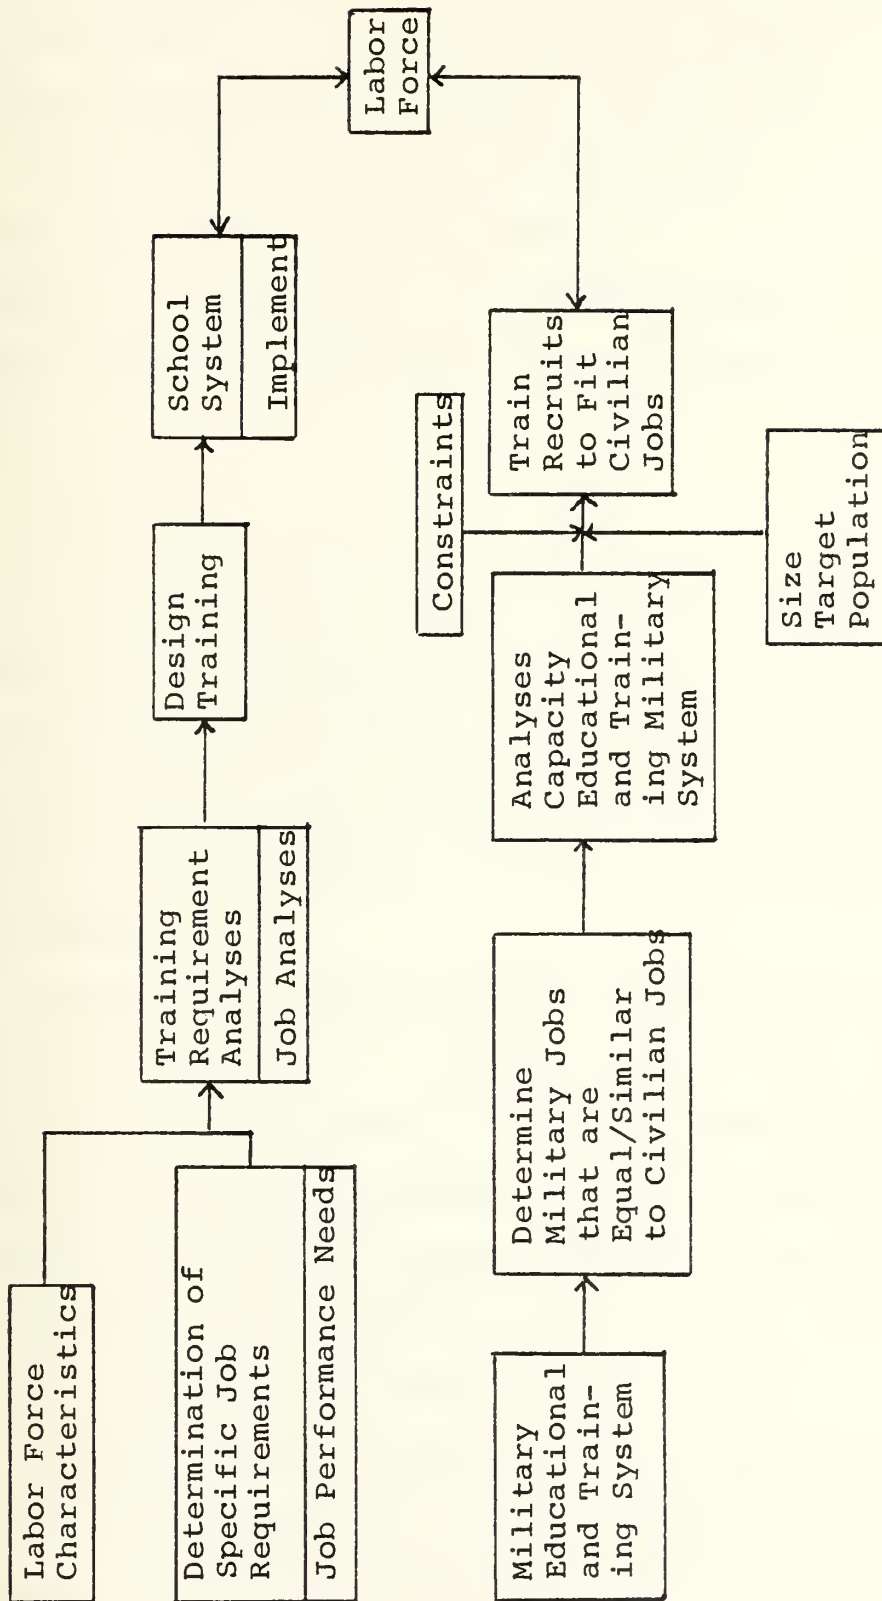 Labor Force
Characteristics
Determination of
Specific Job
Requirements
Job Performance Needs
Training
Requirement
Analyses
Job Analyses
Design
Training
School
System
Implement
Labor
Force
Military
Educational
and Train-
ing System
Determine
Military Jobs
that are
Equal/Similar
to Civilian Jobs
Analyses
Capacity
Educational
and Train-
ing Military
System
Constraints
Size
Target
Population
Train
Recruits
to Fit
Civilian
Jobs